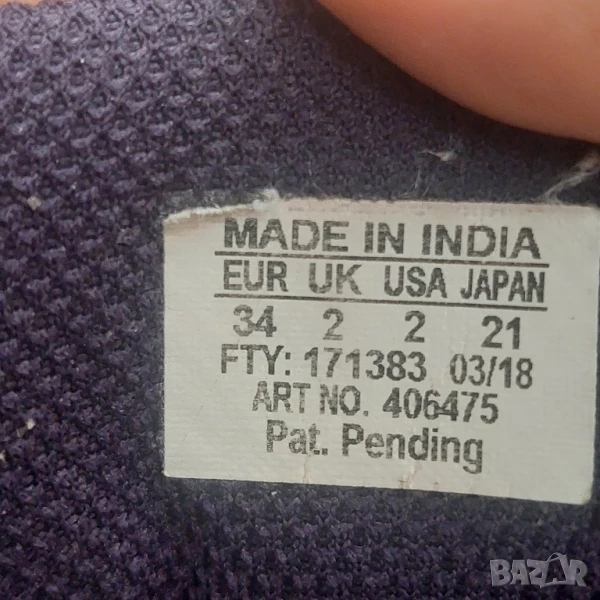 MADE IN INDIA
EUR UK USA JAPAN
34 2 2 21
FTY: 171383 03/18
ART NO. 406475
Pat. Pending
BAZAR